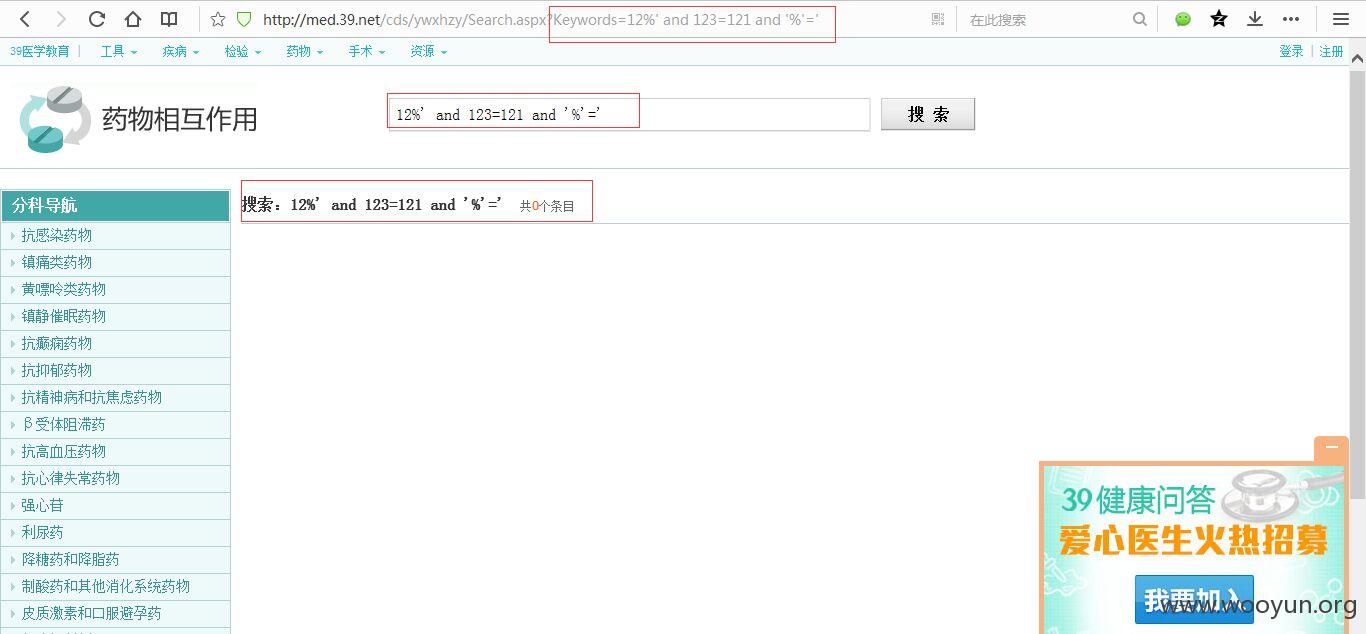 http://med.39.net/cds/ywxhzy/Search.aspx?Keywords=12%' and 123=121 and '%'='
在此搜索
39医学教育 工具 疾病 检验 药物 手术 资源 登录 注册
药物相互作用
12%' and 123=121 and '%'='
搜 索
分科导航
搜索：12%' and 123=121 and '%'=' 共0个条目
抗感染药物
镇痛类药物
黄嘌呤类药物
镇静催眠药物
抗癫痫药物
抗抑郁药物
抗精神病和抗焦虑药物
β受体阻滞药
抗高血压药物
抗心律失常药物
强心苷
利尿药
降糖药和降脂药
制酸药和其他消化系统药物
皮质激素和口服避孕药
39健康问答
爱心医生火热招募
我要加入
www.wooyun.org